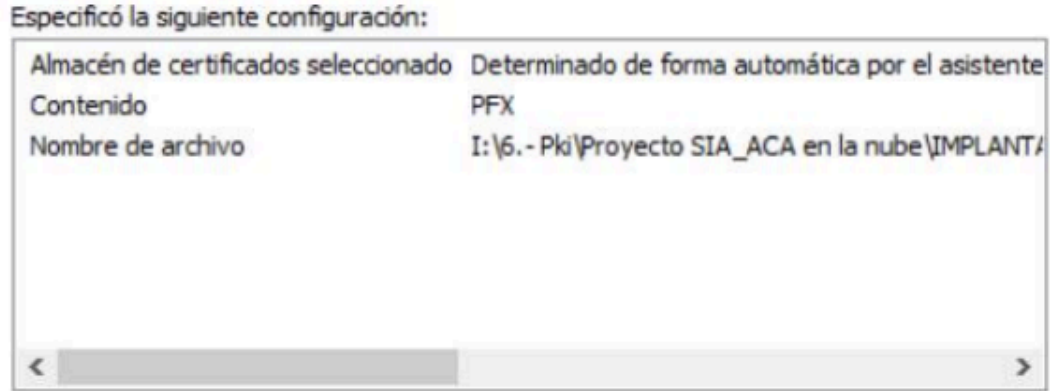 Especificó la siguiente configuración:
Almacén de certificados seleccionado Determinado de forma automática por el asistente
Contenido PFX
Nombre de archivo I:\6.- Pki\Proyecto SIA_ACA en la nube\IMPLANTA